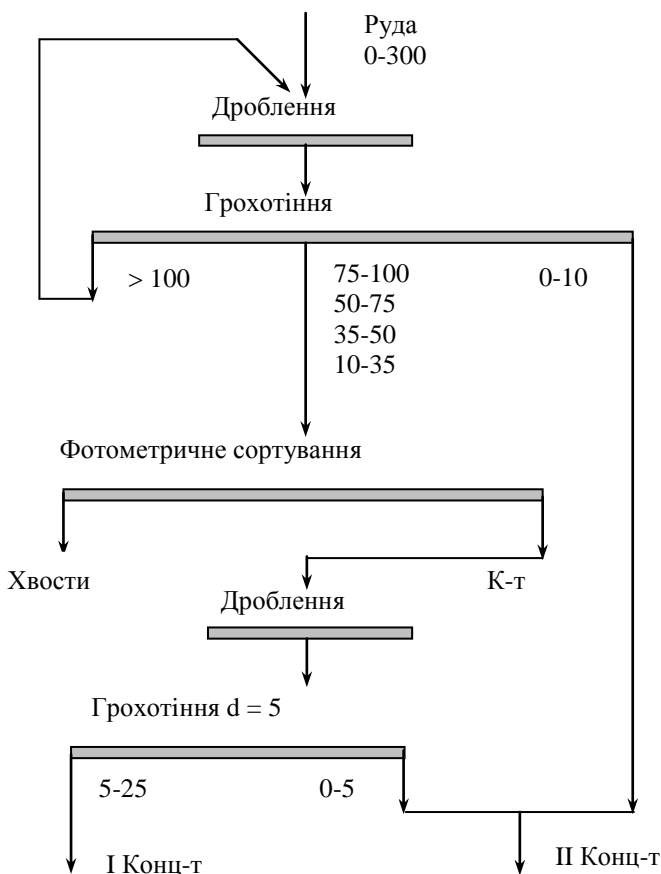 Руда
0-300
Дроблення
Грохотіння
> 100
75-100
50-75
35-50
10-35
0-10
Фотометричне сортування
Хвости
К-т
Дроблення
Грохотіння d = 5
5-25
0-5
I Конц-т
II Конц-т